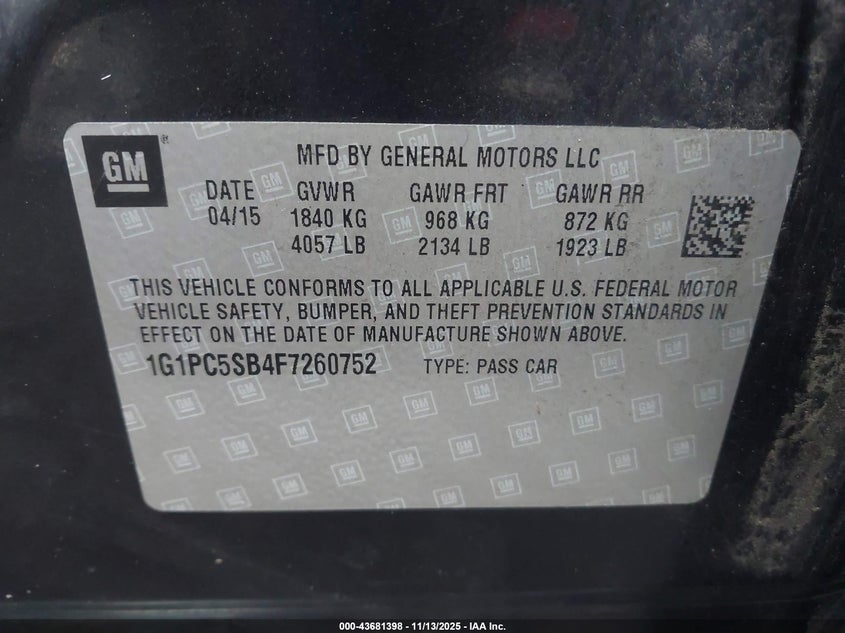 GM
MFD BY GENERAL MOTORS LLC
DATE GVWR GAWR FRT GAWR RR
04/15 1840 KG 968 KG 872 KG
4057 LB 2134 LB 1923 LB
THIS VEHICLE CONFORMS TO ALL APPLICABLE U.S. FEDERAL MOTOR
VEHICLE SAFETY, BUMPER, AND THEFT PREVENTION STANDARDS IN
EFFECT ON THE DATE OF MANUFACTURE SHOWN ABOVE.
1G1PC5SB4F7260752 TYPE: PASS CAR
000-43681398 - 11/13/2025 - IAA Inc.